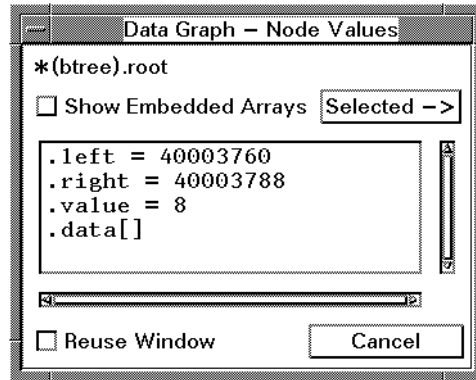 Data Graph – Node Values
*(btree).root
Show Embedded Arrays Selected –>
.left = 40003760
.right = 40003788
.value = 8
.data[]
Reuse Window Cancel